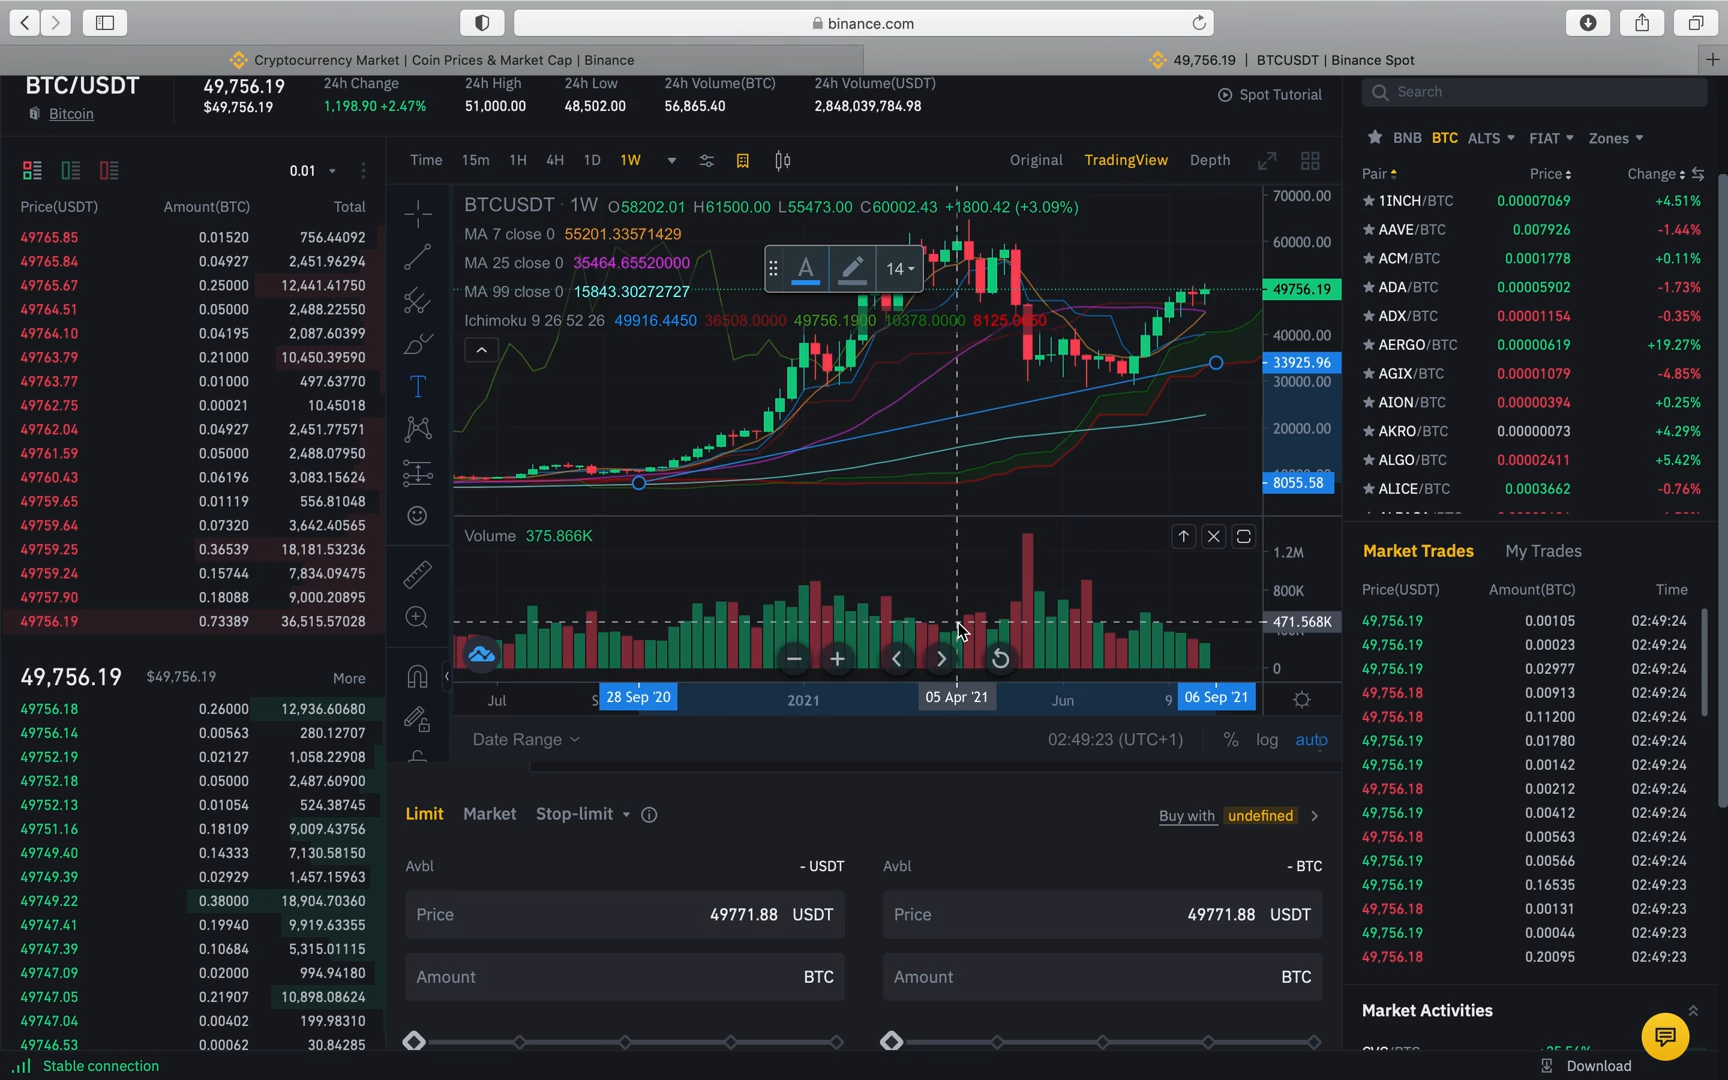 binance.com
Cryptocurrency Market | Coin Prices & Market Cap | Binance
49,756.19 | BTCUSDT | Binance Spot
BTC/USDT
Bitcoin
49,756.19
$49,756.19
24h Change
1,198.90 +2.47%
24h High
51,000.00
24h Low
48,502.00
24h Volume(BTC)
56,865.40
24h Volume(USDT)
2,848,039,784.98
Spot Tutorial
0.01
Price(USDT) Amount(BTC) Total
49765.85 0.01520 756.44092
49765.84 0.04927 2,451.96294
49765.67 0.25000 12,441.41750
49764.51 0.05000 2,488.22550
49764.10 0.04195 2,087.60399
49763.79 0.21000 10,450.39590
49763.77 0.01000 497.63770
49762.75 0.00021 10.45018
49762.04 0.04927 2,451.77571
49761.59 0.05000 2,488.07950
49760.43 0.06196 3,083.15624
49759.65 0.01119 556.81048
49759.64 0.07320 3,642.40565
49759.25 0.36539 18,181.53236
49759.24 0.15744 7,834.09475
49757.90 0.18088 9,000.20895
49756.19 0.73389 36,515.57028
49,756.19 $49,756.19 More
49756.18 0.26000 12,936.60680
49756.14 0.00563 280.12707
49752.19 0.02127 1,058.22908
49752.18 0.05000 2,487.60900
49752.13 0.01054 524.38745
49751.16 0.18109 9,009.43756
49749.40 0.14333 7,130.58150
49749.39 0.02929 1,457.15963
49749.22 0.38000 18,904.70360
49747.41 0.19940 9,919.63355
49747.39 0.10684 5,315.01115
49747.09 0.02000 994.94180
49747.05 0.21907 10,898.08624
49747.04 0.00402 199.98310
49746.53 0.00062 30.84285
Stable connection
Time 15m 1H 4H 1D 1W
Original TradingView Depth
BTCUSDT · 1W O58202.01 H61500.00 L55473.00 C60002.43 +1800.42 (+3.09%)
MA 7 close 0 55201.33571429
MA 25 close 0 35464.65520000
MA 99 close 0 15843.30272727
Ichimoku 9 26 52 26 49916.4450 36508.0000 49756.1900 10378.0000
A 14
70000.00
60000.00
49756.19
40000.00
33925.96
30000.00
20000.00
8055.58
Volume 375.866K
1.2M
800K
471.568K
0
Jul
28 Sep '20
2021
05 Apr '21
Jun
9
06 Sep '21
Date Range
02:49:23 (UTC+1)
% log auto
Limit Market Stop-limit
Buy with undefined
Avbl - USDT
Price 49771.88 USDT
Amount BTC
Avbl - BTC
Price 49771.88 USDT
Amount BTC
Search
BNB BTC ALTS FIAT Zones
Pair Price Change
1INCH/BTC 0.00007069 +4.51%
AAVE/BTC 0.007926 -1.44%
ACM/BTC 0.0001778 +0.11%
ADA/BTC 0.00005902 -1.73%
ADX/BTC 0.00001154 -0.35%
AERGO/BTC 0.00000619 +19.27%
AGIX/BTC 0.00001079 -4.85%
AION/BTC 0.00000394 +0.25%
AKRO/BTC 0.00000073 +4.29%
ALGO/BTC 0.00002411 +5.42%
ALICE/BTC 0.0003662 -0.76%
Market Trades My Trades
Price(USDT) Amount(BTC) Time
49,756.19 0.00105 02:49:24
49,756.19 0.00023 02:49:24
49,756.19 0.02977 02:49:24
49,756.18 0.00913 02:49:24
49,756.18 0.11200 02:49:24
49,756.19 0.01780 02:49:24
49,756.19 0.00142 02:49:24
49,756.18 0.00212 02:49:24
49,756.19 0.00412 02:49:24
49,756.18 0.00563 02:49:24
49,756.19 0.00566 02:49:24
49,756.19 0.16535 02:49:23
49,756.18 0.00131 02:49:23
49,756.19 0.00044 02:49:23
49,756.18 0.20095 02:49:23
Market Activities
Download